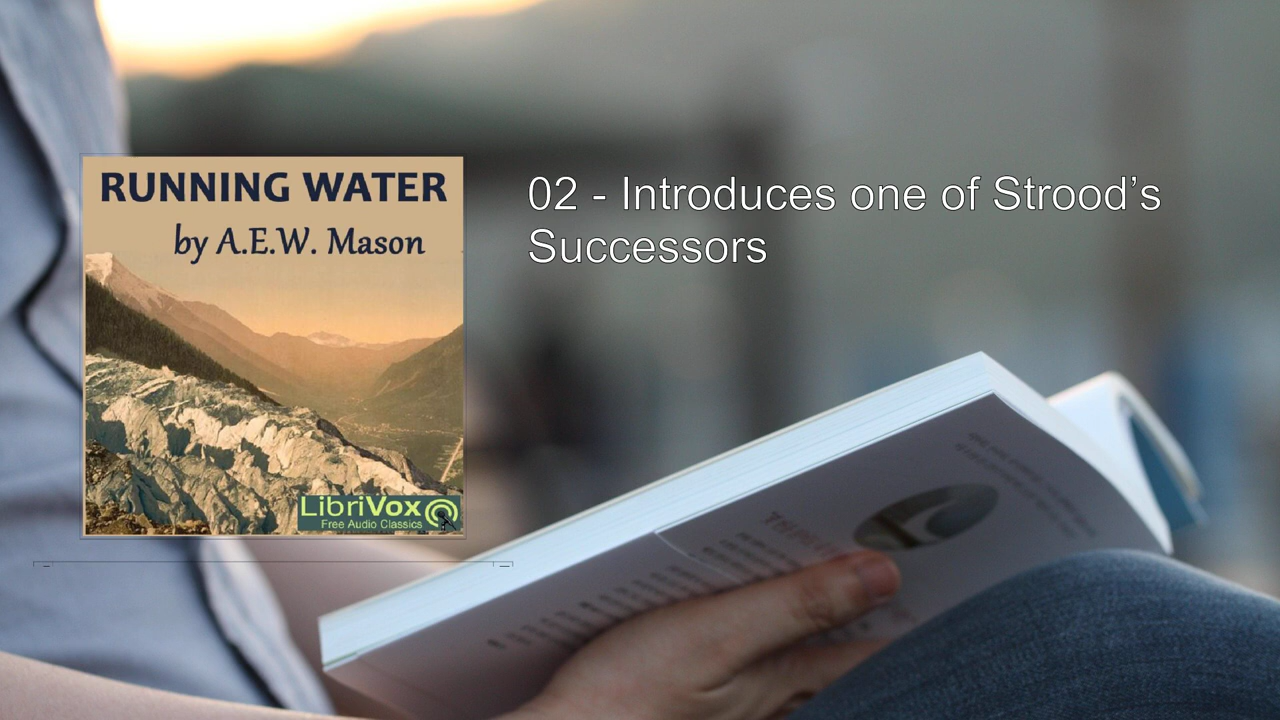 RUNNING WATER
by A.E.W. Mason
LibriVox
Free Audio Classics
02 - Introduces one of Strood’s
Successors